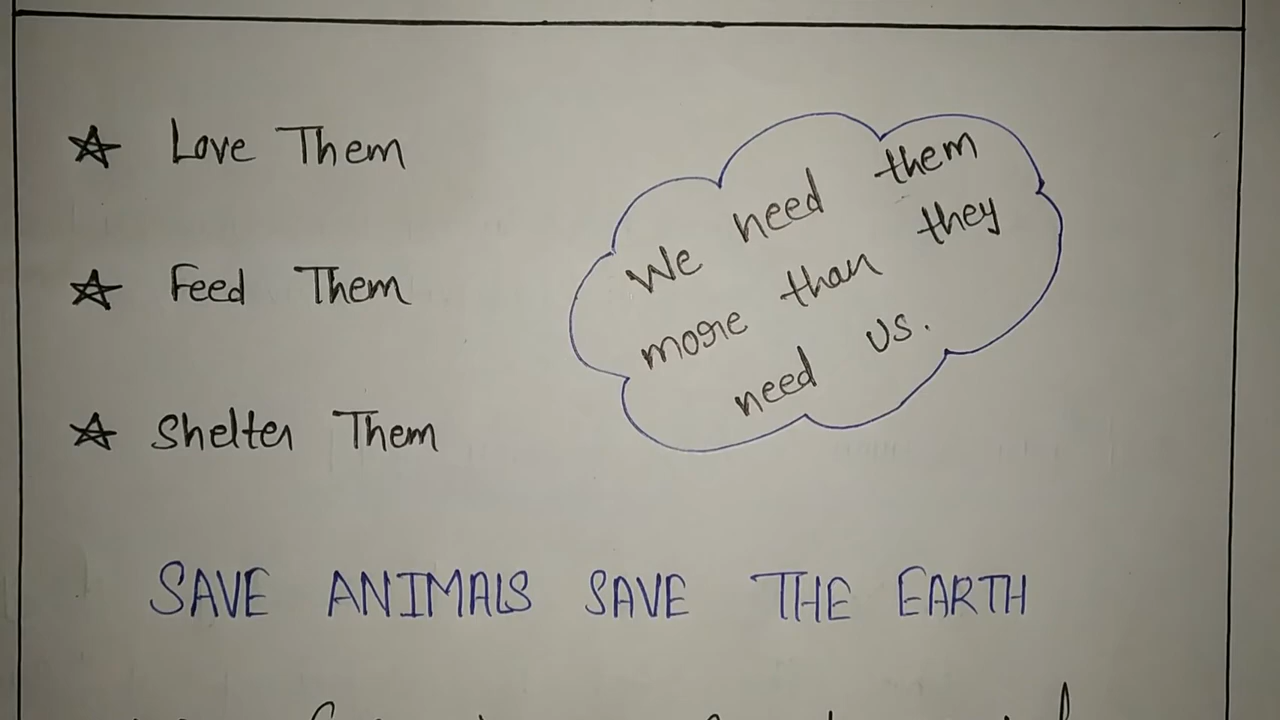 Love Them
Feed Them
Shelter Them
We need them
more than they
need us.
SAVE ANIMALS SAVE THE EARTH